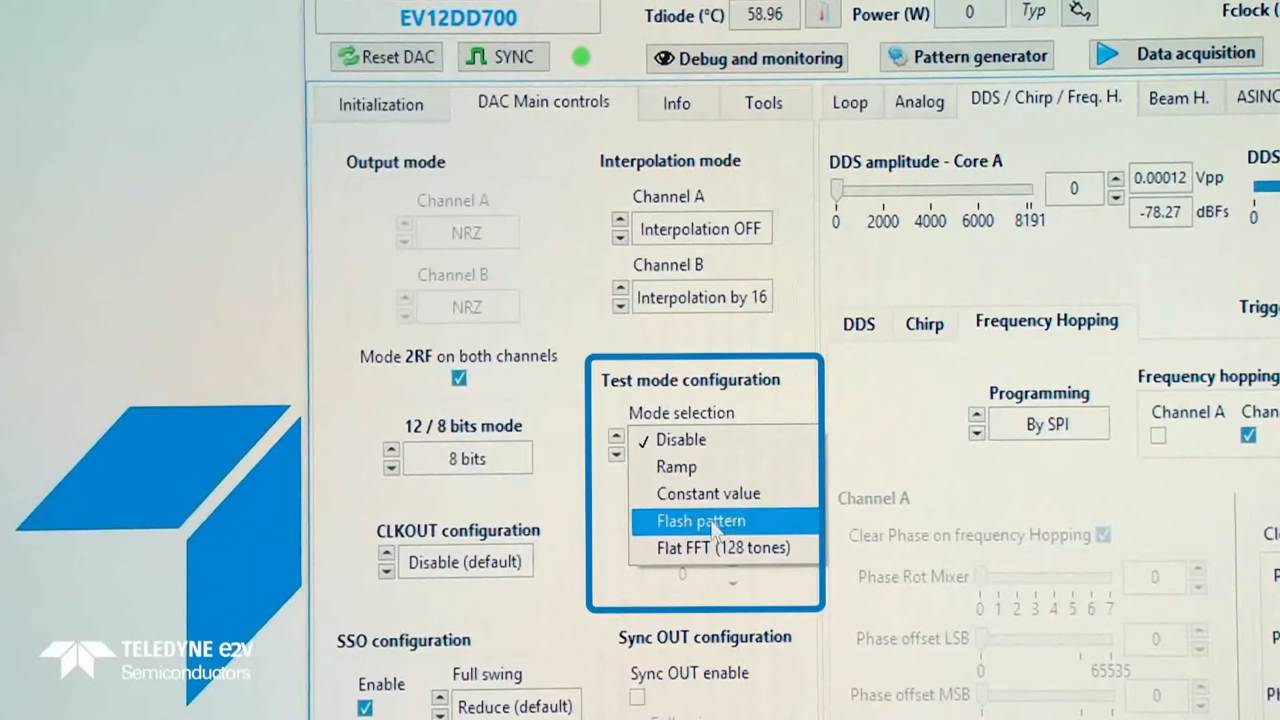 EV12DD700
Tdiode (°C) 58.96
Power (W) 0 Typ
Fclock (
Reset DAC
SYNC
Debug and monitoring
Pattern generator
Data acquisition
Initialization
DAC Main controls
Info
Tools
Loop
Analog
DDS / Chirp / Freq. H.
Beam H.
Output mode
Channel A
NRZ
Channel B
NRZ
Mode 2RF on both channels
12 / 8 bits mode
8 bits
CLKOUT configuration
Disable (default)
SSO configuration
Enable
Full swing
Reduce (default)
Interpolation mode
Channel A
Interpolation OFF
Channel B
Interpolation by 16
Test mode configuration
Mode selection
✓ Disable
Ramp
Constant value
Flash pattern
Flat FFT (128 tones)
0
Sync OUT configuration
Sync OUT enable
DDS amplitude - Core A
0 2000 4000 6000 8191
0
0.00012 Vpp
-78.27 dBFs
DDS
0
DDS
Chirp
Frequency Hopping
Programming
By SPI
Frequency hopping
Channel A
Channel A
Clear Phase on frequency Hopping
Phase Rot Mixer
0 1 2 3 4 5 6 7
0
Phase offset LSB
0 65535
0
Phase offset MSB
0
TELEDYNE e2v
Semiconductors